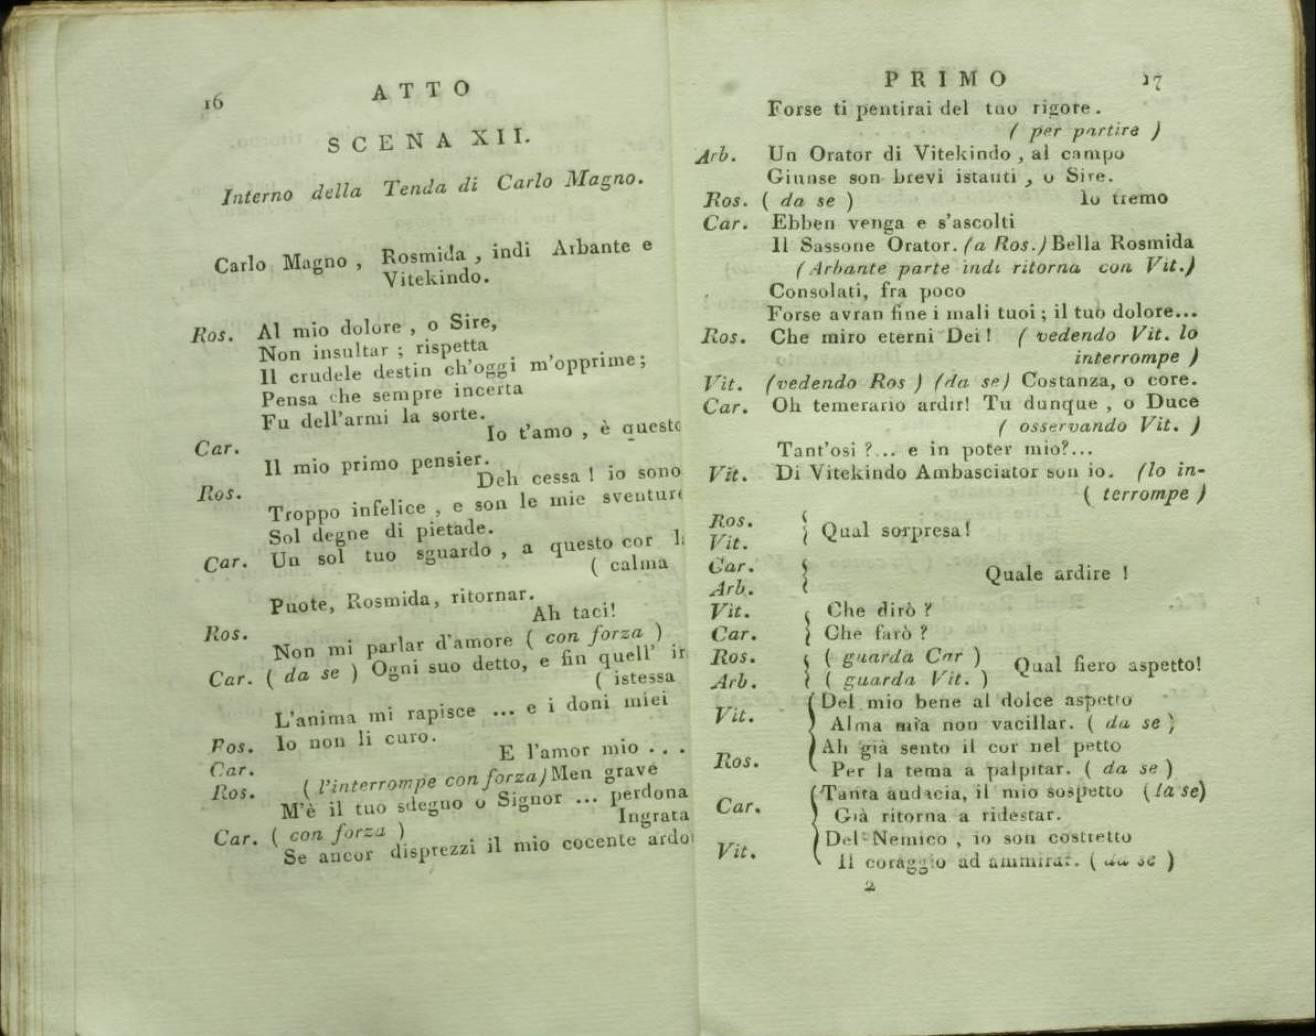 16
ATTO
SCENA XII.
Interno della Tenda di Carlo Magno.
Carlo Magno, Rosmida, indi Arbante e
Vitekindo.
Ros. Al mio dolore, o Sire,
Non insultar; rispetta
Il crudele destin ch'oggi m'opprime;
Pensa che sempre incerta
Fu dell'armi la sorte.
Car. Io t'amo, è questo
Il mio primo pensier.
Ros. Deh cessa! io sono
Troppo infelice, e son le mie sventure
Sol degne di pietade.
Car. Un sol tuo sguardo, a questo cor
( calma
Puote, Rosmida, ritornar.
Ros. Ah taci!
Non mi parlar d'amore ( con forza )
Car. ( da se ) Ogni suo detto, e fin quell'
( istessa
L'anima mi rapisce ... e i doni miei
Ros. Io non li curo.
Car. E l'amor mio ...
Ros. ( l'interrompe con forza) Men grave
M'è il tuo sdegno o Signor ... perdona
Car. ( con forza ) Ingrata
Se ancor disprezzi il mio cocente ardo
PRIMO
17
Forse ti pentirai del tuo rigore.
( per partire )
Arb. Un Orator di Vitekindo, al campo
Giunse son brevi istanti, o Sire.
Ros. ( da se ) Io tremo
Car. Ebben venga e s'ascolti
Il Sassone Orator. (a Ros.) Bella Rosmida
(Arbante parte indi ritorna con Vit.)
Consolati, fra poco
Forse avran fine i mali tuoi; il tuo dolore...
Ros. Che miro eterni Dei! ( vedendo Vit. lo
interrompe )
Vit. (vedendo Ros ) (da se) Costanza, o core.
Car. Oh temerario ardir! Tu dunque, o Duce
( osservando Vit. )
Tant'osi?... e in poter mio?...
Vit. Di Vitekindo Ambasciator son io. (lo in-
( terrompe )
Ros.
Vit. } Qual sorpresa!
Car.
Arb. } Quale ardire!
Vit. } Che dirò?
Car. } Che farò?
Ros. } ( guarda Car )
Arb. } ( guarda Vit. ) Qual fiero aspetto!
Vit. { Del mio bene al dolce aspetto
Alma mia non vacillar. ( da se )
Ros. { Ah già sento il cor nel petto
Per la tema a palpitar. ( da se )
Car. { Tanta audacia, il mio sospetto (da se)
Già ritorna a ridestar.
Vit. { Del Nemico, io son costretto
Il coraggio ad ammirar. ( da se )
2